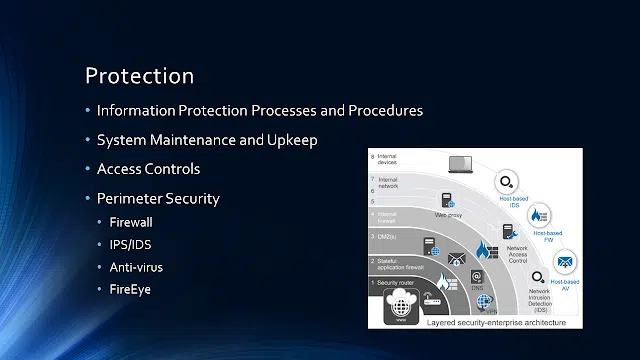 Protection
• Information Protection Processes and Procedures
• System Maintenance and Upkeep
• Access Controls
• Perimeter Security
• Firewall
• IPS/IDS
• Anti-virus
• FireEye
8 Internal
devices
7 Internal
network
6
5
4 Internal
firewall
3 DMZ(s)
2 Stateful
application firewall
1 Security router
www
Web proxy
DNS
VPN
Network
Access
Control
Network
Intrusion
Detection
(IDS)
Host-based
IDS
Host-based
FW
Host-based
AV
Layered security-enterprise architecture